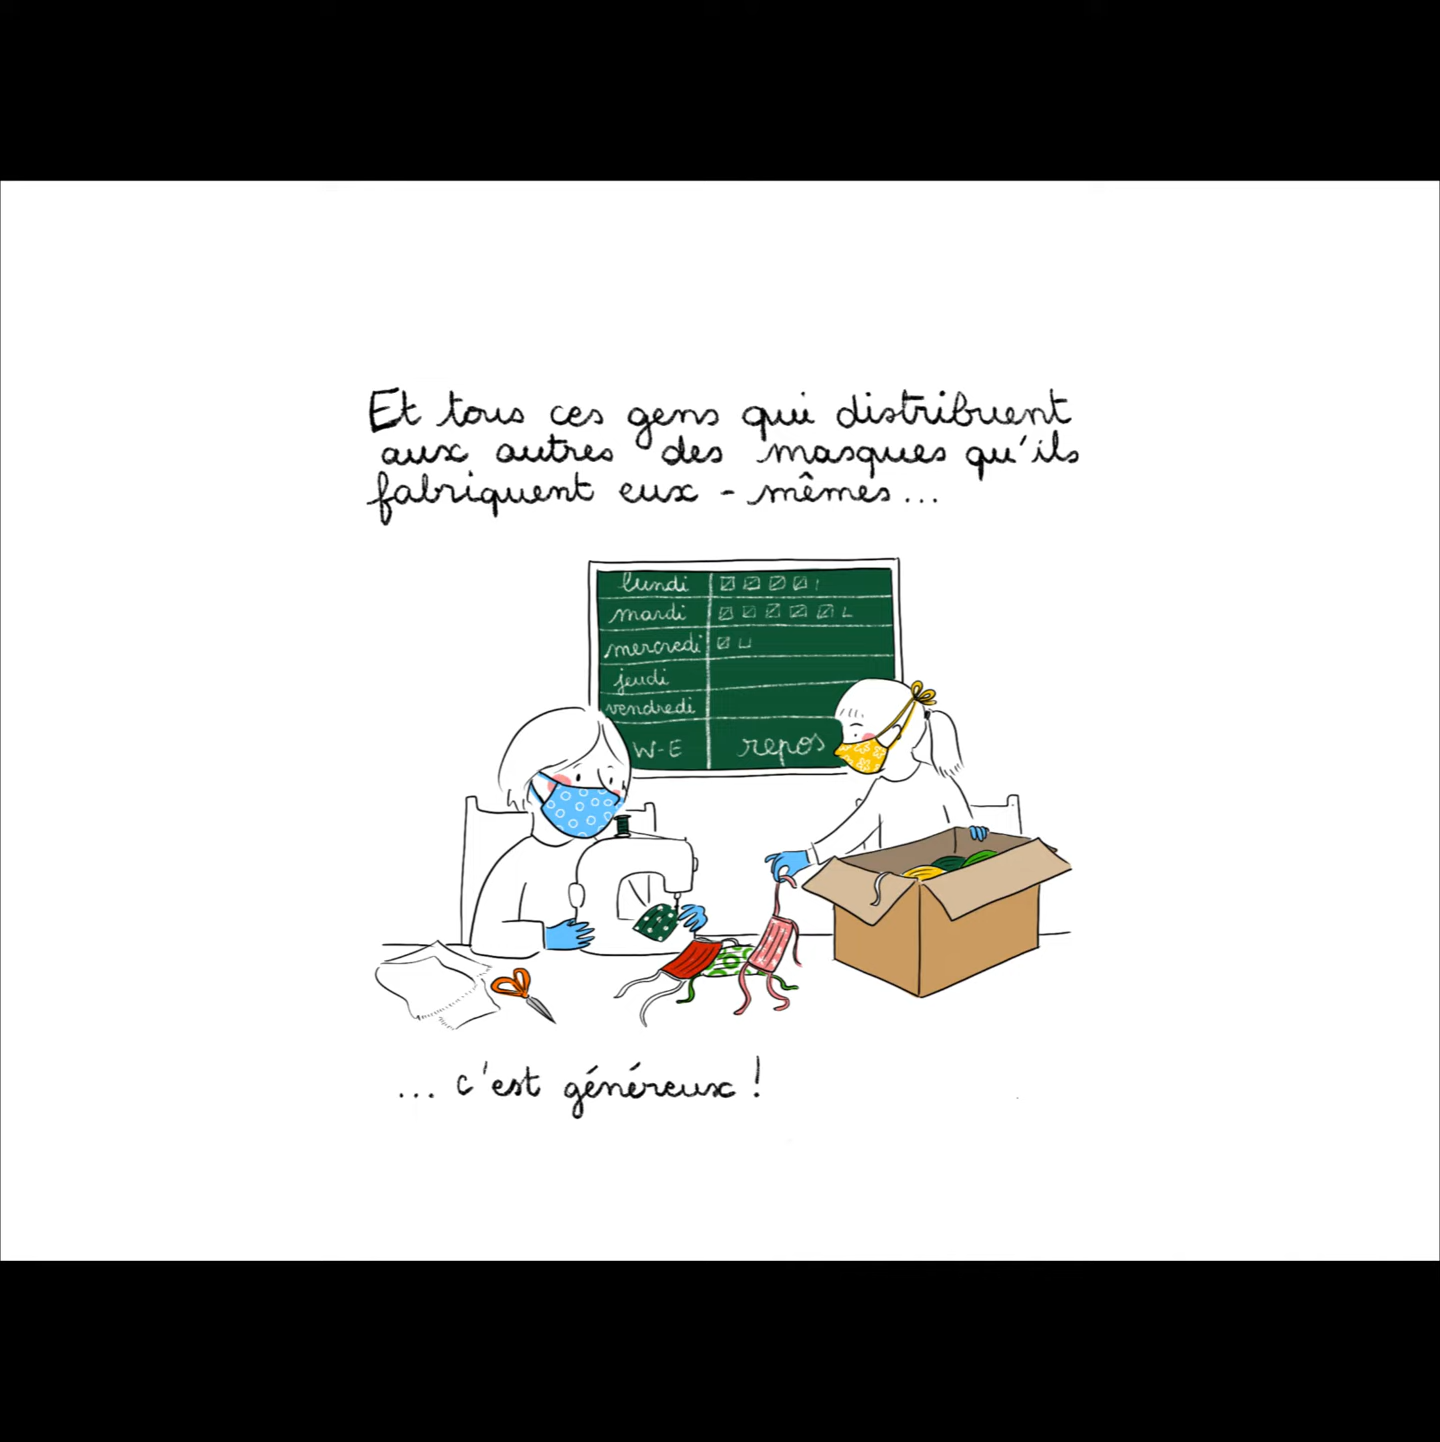 Et tous ces gens qui distribuent
aux autres des masques qu'ils
fabriquent eux - mêmes...
lundi
mardi
mercredi
jeudi
vendredi
W-E repos
... c'est généreux !